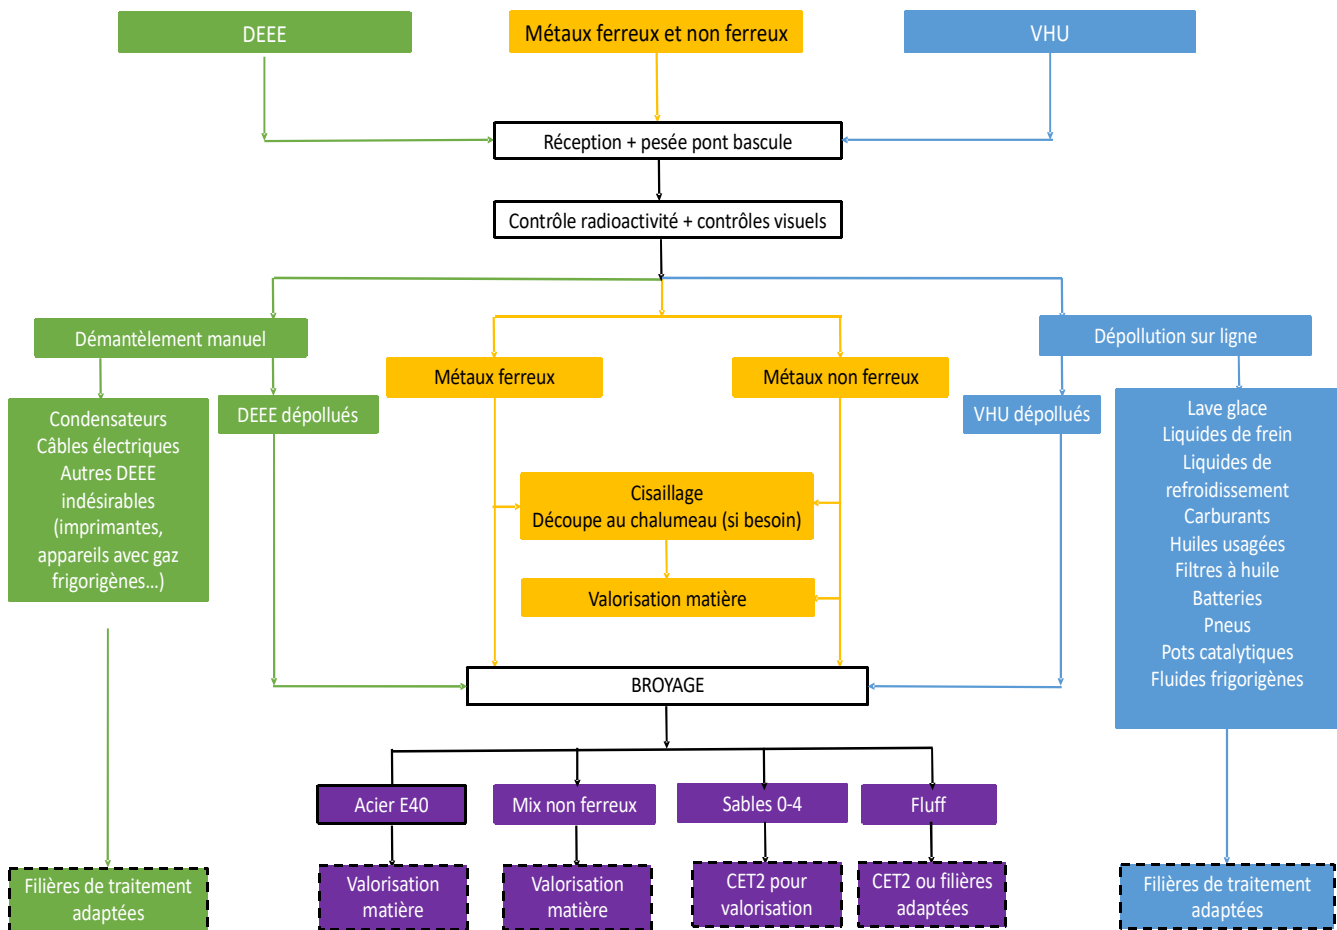 DEEE
Métaux ferreux et non ferreux
VHU
Réception + pesée pont bascule
Contrôle radioactivité + contrôles visuels
Démantèlement manuel
Dépollution sur ligne
Métaux ferreux
Métaux non ferreux
Condensateurs
Câbles électriques
Autres DEEE
indésirables
(imprimantes,
appareils avec gaz
frigorigènes...)
DEEE dépollués
VHU dépollués
Lave glace
Liquides de frein
Liquides de
refroidissement
Carburants
Huiles usagées
Filtres à huile
Batteries
Pneus
Pots catalytiques
Fluides frigorigènes
Cisaillage
Découpe au chalumeau (si besoin)
Valorisation matière
BROYAGE
Acier E40
Mix non ferreux
Sables 0-4
Fluff
Filières de traitement
adaptées
Valorisation
matière
Valorisation
matière
CET2 pour
valorisation
CET2 ou filières
adaptées
Filières de traitement
adaptées